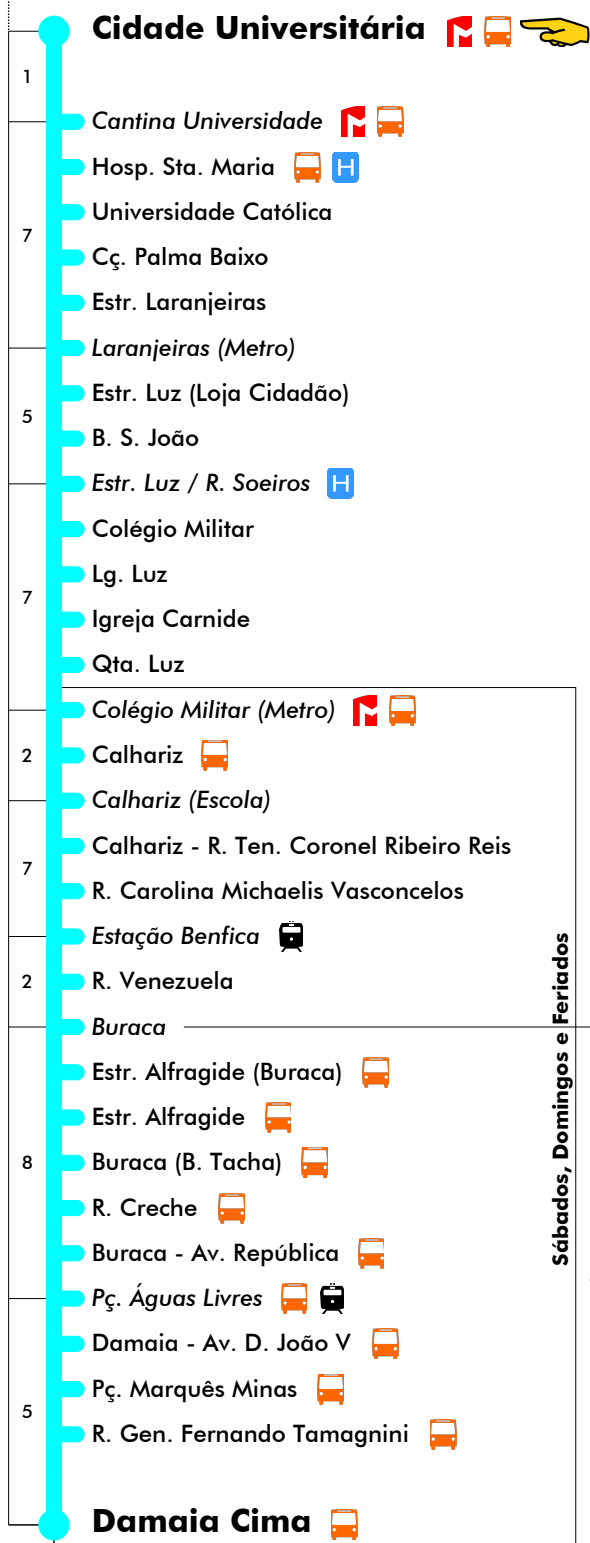 Cidade Universitária
1
Cantina Universidade
Hosp. Sta. Maria H
Universidade Católica
7
Cç. Palma Baixo
Estr. Laranjeiras
Laranjeiras (Metro)
Estr. Luz (Loja Cidadão)
5
B. S. João
Estr. Luz / R. Soeiros H
Colégio Militar
Lg. Luz
7
Igreja Carnide
Qta. Luz
Colégio Militar (Metro)
2
Calhariz
Calhariz (Escola)
Calhariz - R. Ten. Coronel Ribeiro Reis
7
R. Carolina Michaelis Vasconcelos
Estação Benfica
2
R. Venezuela
Buraca
Estr. Alfragide (Buraca)
Estr. Alfragide
8
Buraca (B. Tacha)
R. Creche
Buraca - Av. República
Pç. Águas Livres
Damaia - Av. D. João V
Pç. Marquês Minas
5
R. Gen. Fernando Tamagnini
Damaia Cima
Sábados, Domingos e Feriados